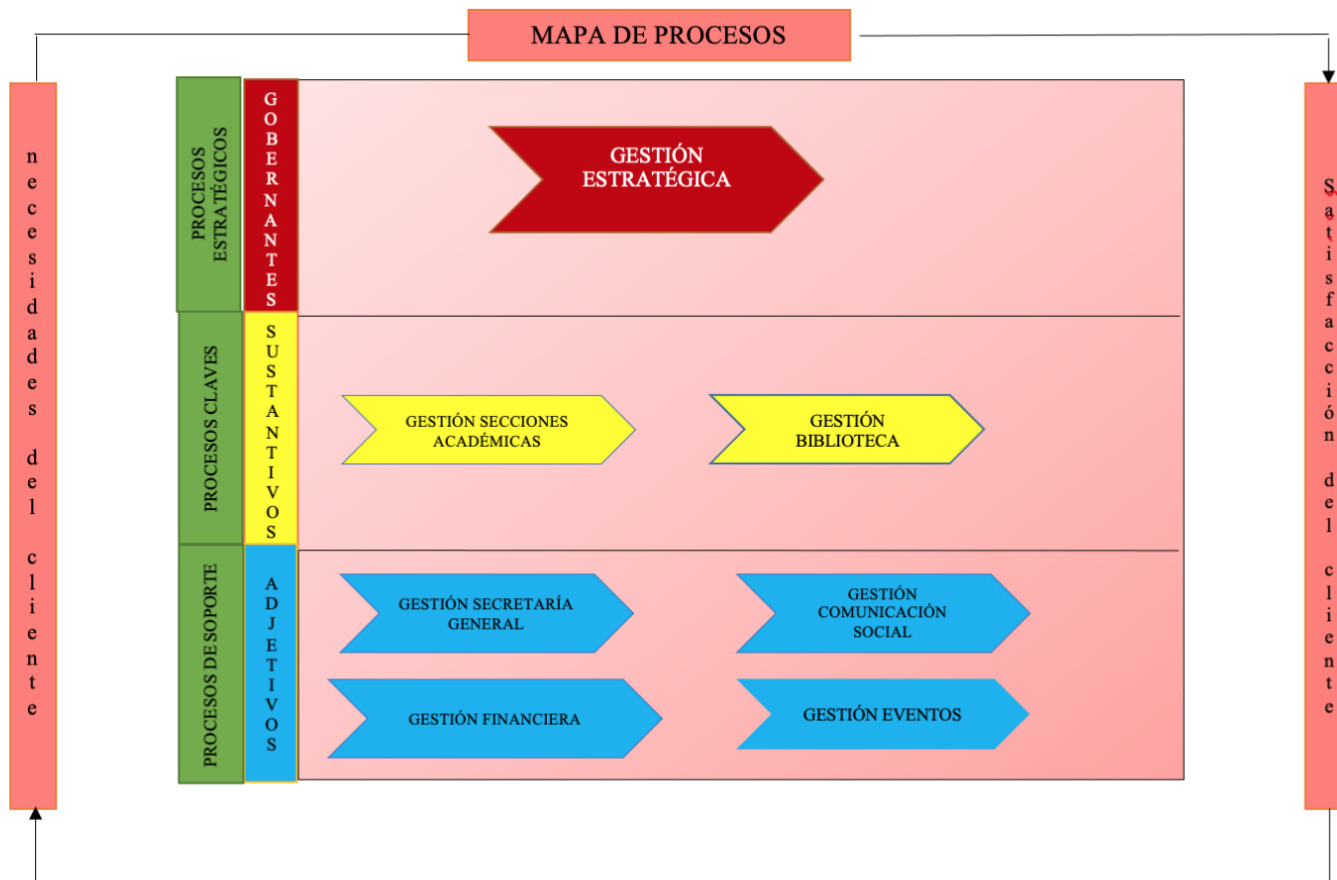 MAPA DE PROCESOS
necesidades del cliente
PROCESOS
ESTRATÉGICOS
GOBERNANTES
GESTIÓN
ESTRATÉGICA
PROCESOS CLAVES
SUSTANTIVOS
GESTIÓN SECCIONES
ACADÉMICAS
GESTIÓN
BIBLIOTECA
PROCESOS DE SOPORTE
ADJETIVOS
GESTIÓN SECRETARÍA
GENERAL
GESTIÓN
COMUNICACIÓN
SOCIAL
GESTIÓN FINANCIERA
GESTIÓN EVENTOS
Satisfacción del cliente